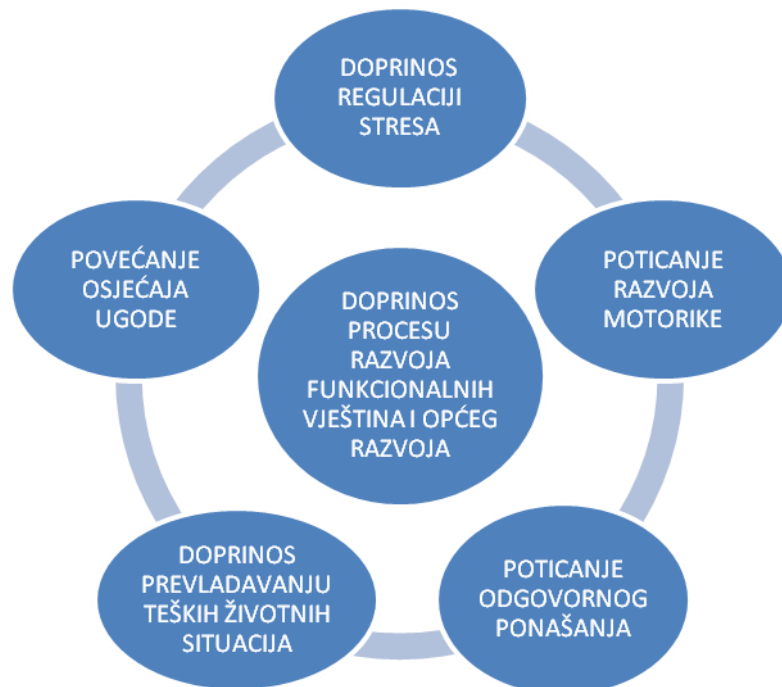 DOPRINOS
REGULACIJI
STRESA
POVEĆANJE
OSJEĆAJA
UGODE
DOPRINOS
PROCESU
RAZVOJA
FUNKCIONALNIH
VJEŠTINA I OPĆEG
RAZVOJA
POTICANJE
RAZVOJA
MOTORIKE
DOPRINOS
PREVLADAVANJU
TEŠKIH ŽIVOTNIH
SITUACIJA
POTICANJE
ODGOVORNOG
PONAŠANJA